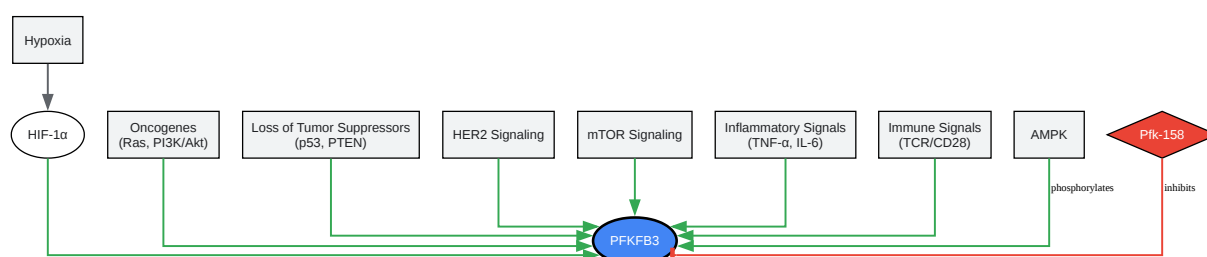 Hypoxia
HIF-1α
Oncogenes
(Ras, PI3K/Akt)
Loss of Tumor Suppressors
(p53, PTEN)
HER2 Signaling
mTOR Signaling
Inflammatory Signals
(TNF-α, IL-6)
Immune Signals
(TCR/CD28)
AMPK
Pfk-158
phosphorylates
inhibits
PFKFB3